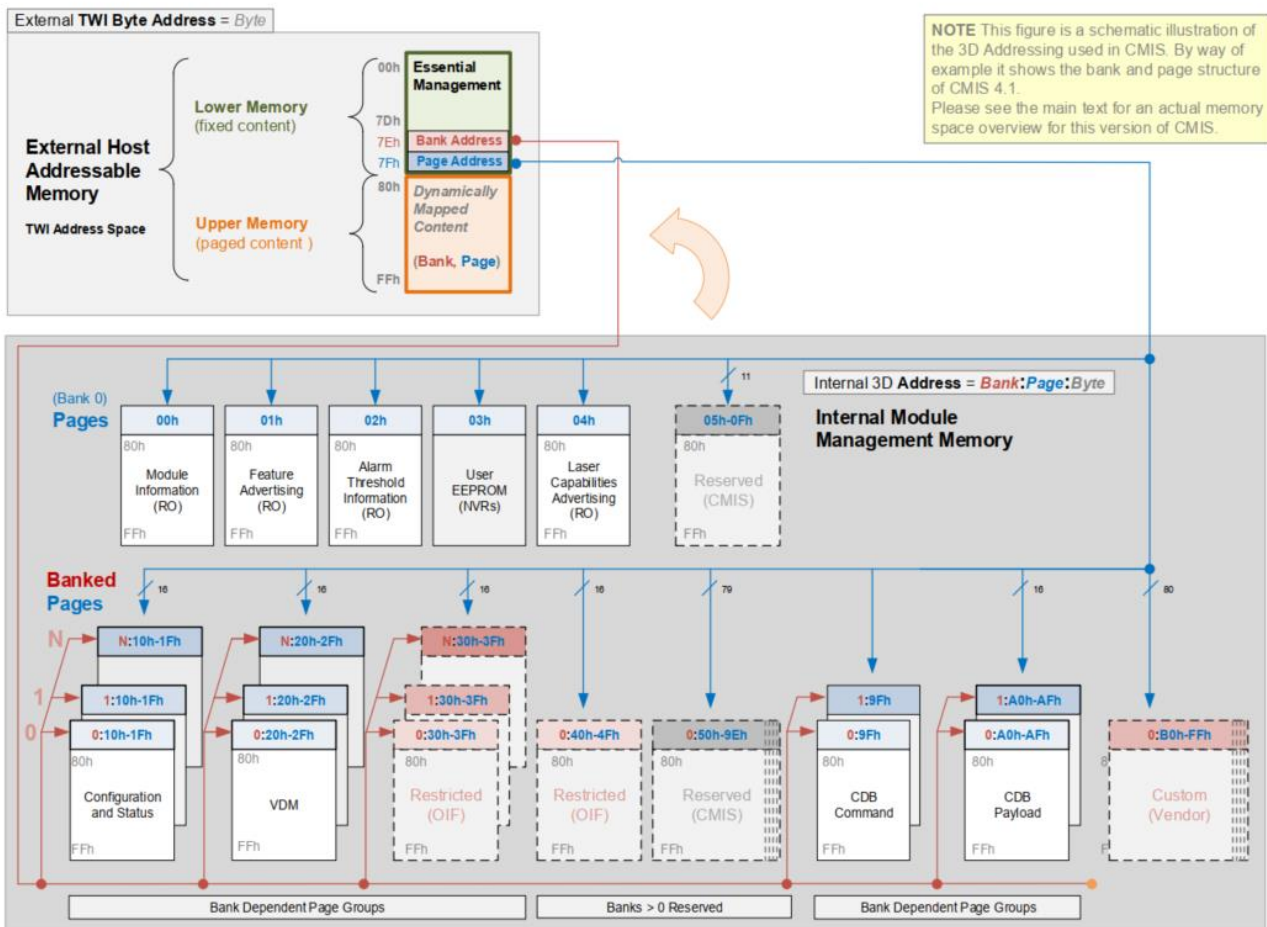 External TWI Byte Address = Byte
NOTE This figure is a schematic illustration of
the 3D Addressing used in CMIS. By way of
example it shows the bank and page structure
of CMIS 4.1.
Please see the main text for an actual memory
space overview for this version of CMIS.
External Host
Addressable
Memory
TWI Address Space
Lower Memory
(fixed content)
Upper Memory
(paged content )
00h
7Dh
7Eh
7Fh
80h
FFh
Essential
Management
Bank Address
Page Address
Dynamically
Mapped
Content
(Bank, Page)
Internal 3D Address = Bank:Page:Byte
Internal Module
Management Memory
(Bank 0)
Pages
11
00h
80h
Module
Information
(RO)
FFh
01h
80h
Feature
Advertising
(RO)
FFh
02h
80h
Alarm
Threshold
Information
(RO)
FFh
03h
80h
User
EEPROM
(NVRs)
FFh
04h
80h
Laser
Capabilities
Advertising
(RO)
FFh
05h-0Fh
80h
Reserved
(CMIS)
FFh
Banked
Pages
16
16
16
16
79
16
80
N
1
0
N:10h-1Fh
1:10h-1Fh
0:10h-1Fh
80h
Configuration
and Status
FFh
N:20h-2Fh
1:20h-2Fh
0:20h-2Fh
80h
VDM
FFh
N:30h-3Fh
1:30h-3Fh
0:30h-3Fh
80h
Restricted
(OIF)
FFh
0:40h-4Fh
80h
Restricted
(OIF)
FFh
0:50h-9Eh
80h
Reserved
(CMIS)
FFh
1:9Fh
0:9Fh
80h
CDB
Command
FFh
1:A0h-AFh
0:A0h-AFh
80h
CDB
Payload
FFh
0:B0h-FFh
8
Custom
(Vendor)
F
Bank Dependent Page Groups
Banks > 0 Reserved
Bank Dependent Page Groups